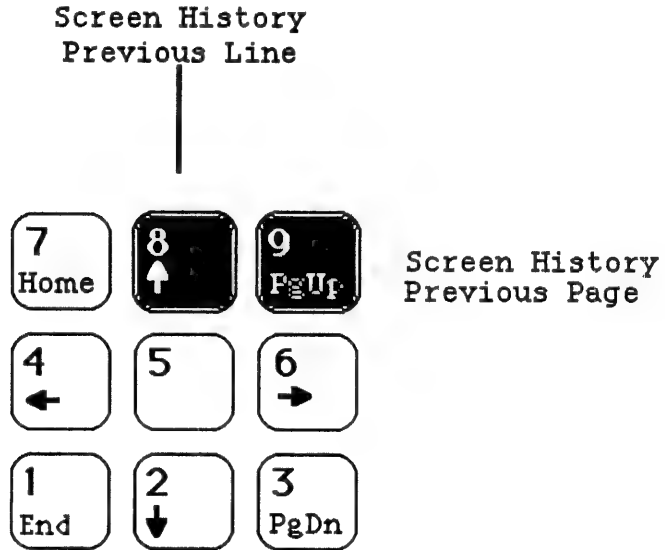 Screen History
Previous Line
7 8 9
Home PgUp
Screen History
Previous Page
4 5 6
1 2 3
End PgDn